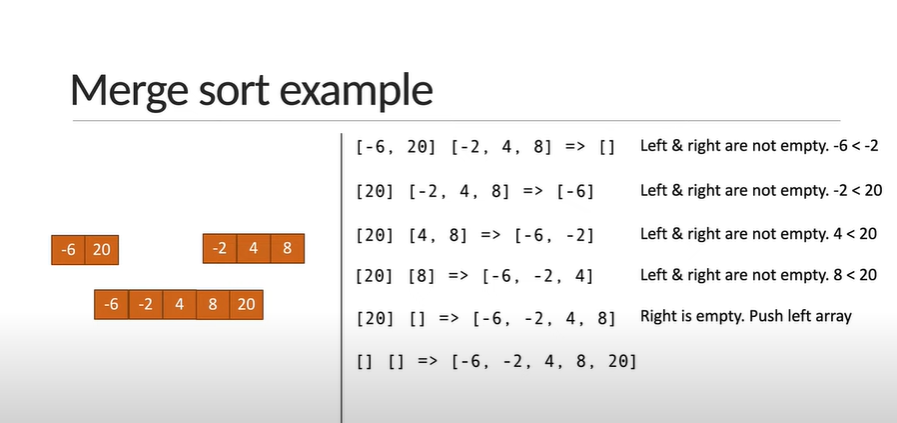 Merge sort example
[-6, 20] [-2, 4, 8] => [] Left & right are not empty. -6 < -2
[20] [-2, 4, 8] => [-6] Left & right are not empty. -2 < 20
[20] [4, 8] => [-6, -2] Left & right are not empty. 4 < 20
-6 20 -2 4 8
[20] [8] => [-6, -2, 4] Left & right are not empty. 8 < 20
-6 -2 4 8 20
[20] [] => [-6, -2, 4, 8] Right is empty. Push left array
[] [] => [-6, -2, 4, 8, 20]